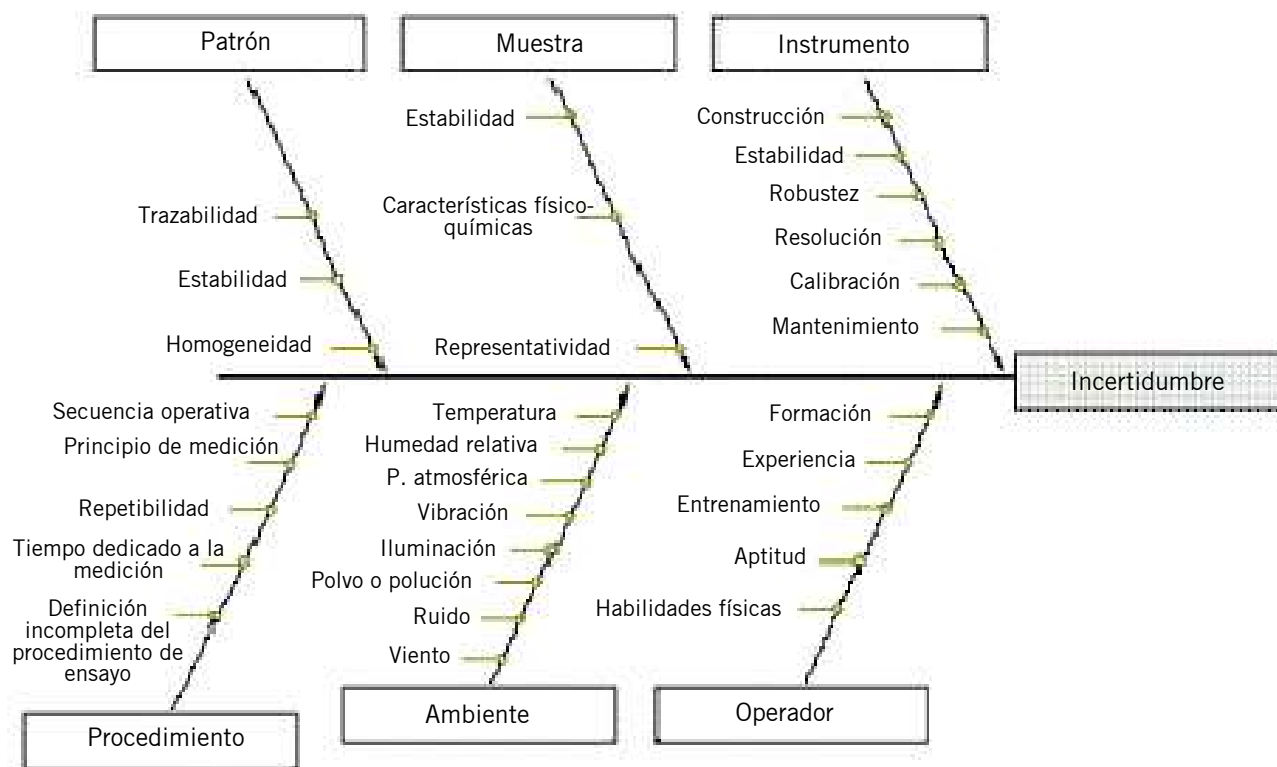 Patrón
Muestra
Instrumento
Trazabilidad
Estabilidad
Homogeneidad
Estabilidad
Características físico-
químicas
Representatividad
Construcción
Estabilidad
Robustez
Resolución
Calibración
Mantenimiento
Incertidumbre
Secuencia operativa
Principio de medición
Repetibilidad
Tiempo dedicado a la
medición
Definición
incompleta del
procedimiento de
ensayo
Procedimiento
Temperatura
Humedad relativa
P. atmosférica
Vibración
Iluminación
Polvo o polución
Ruido
Viento
Ambiente
Formación
Experiencia
Entrenamiento
Aptitud
Habilidades físicas
Operador